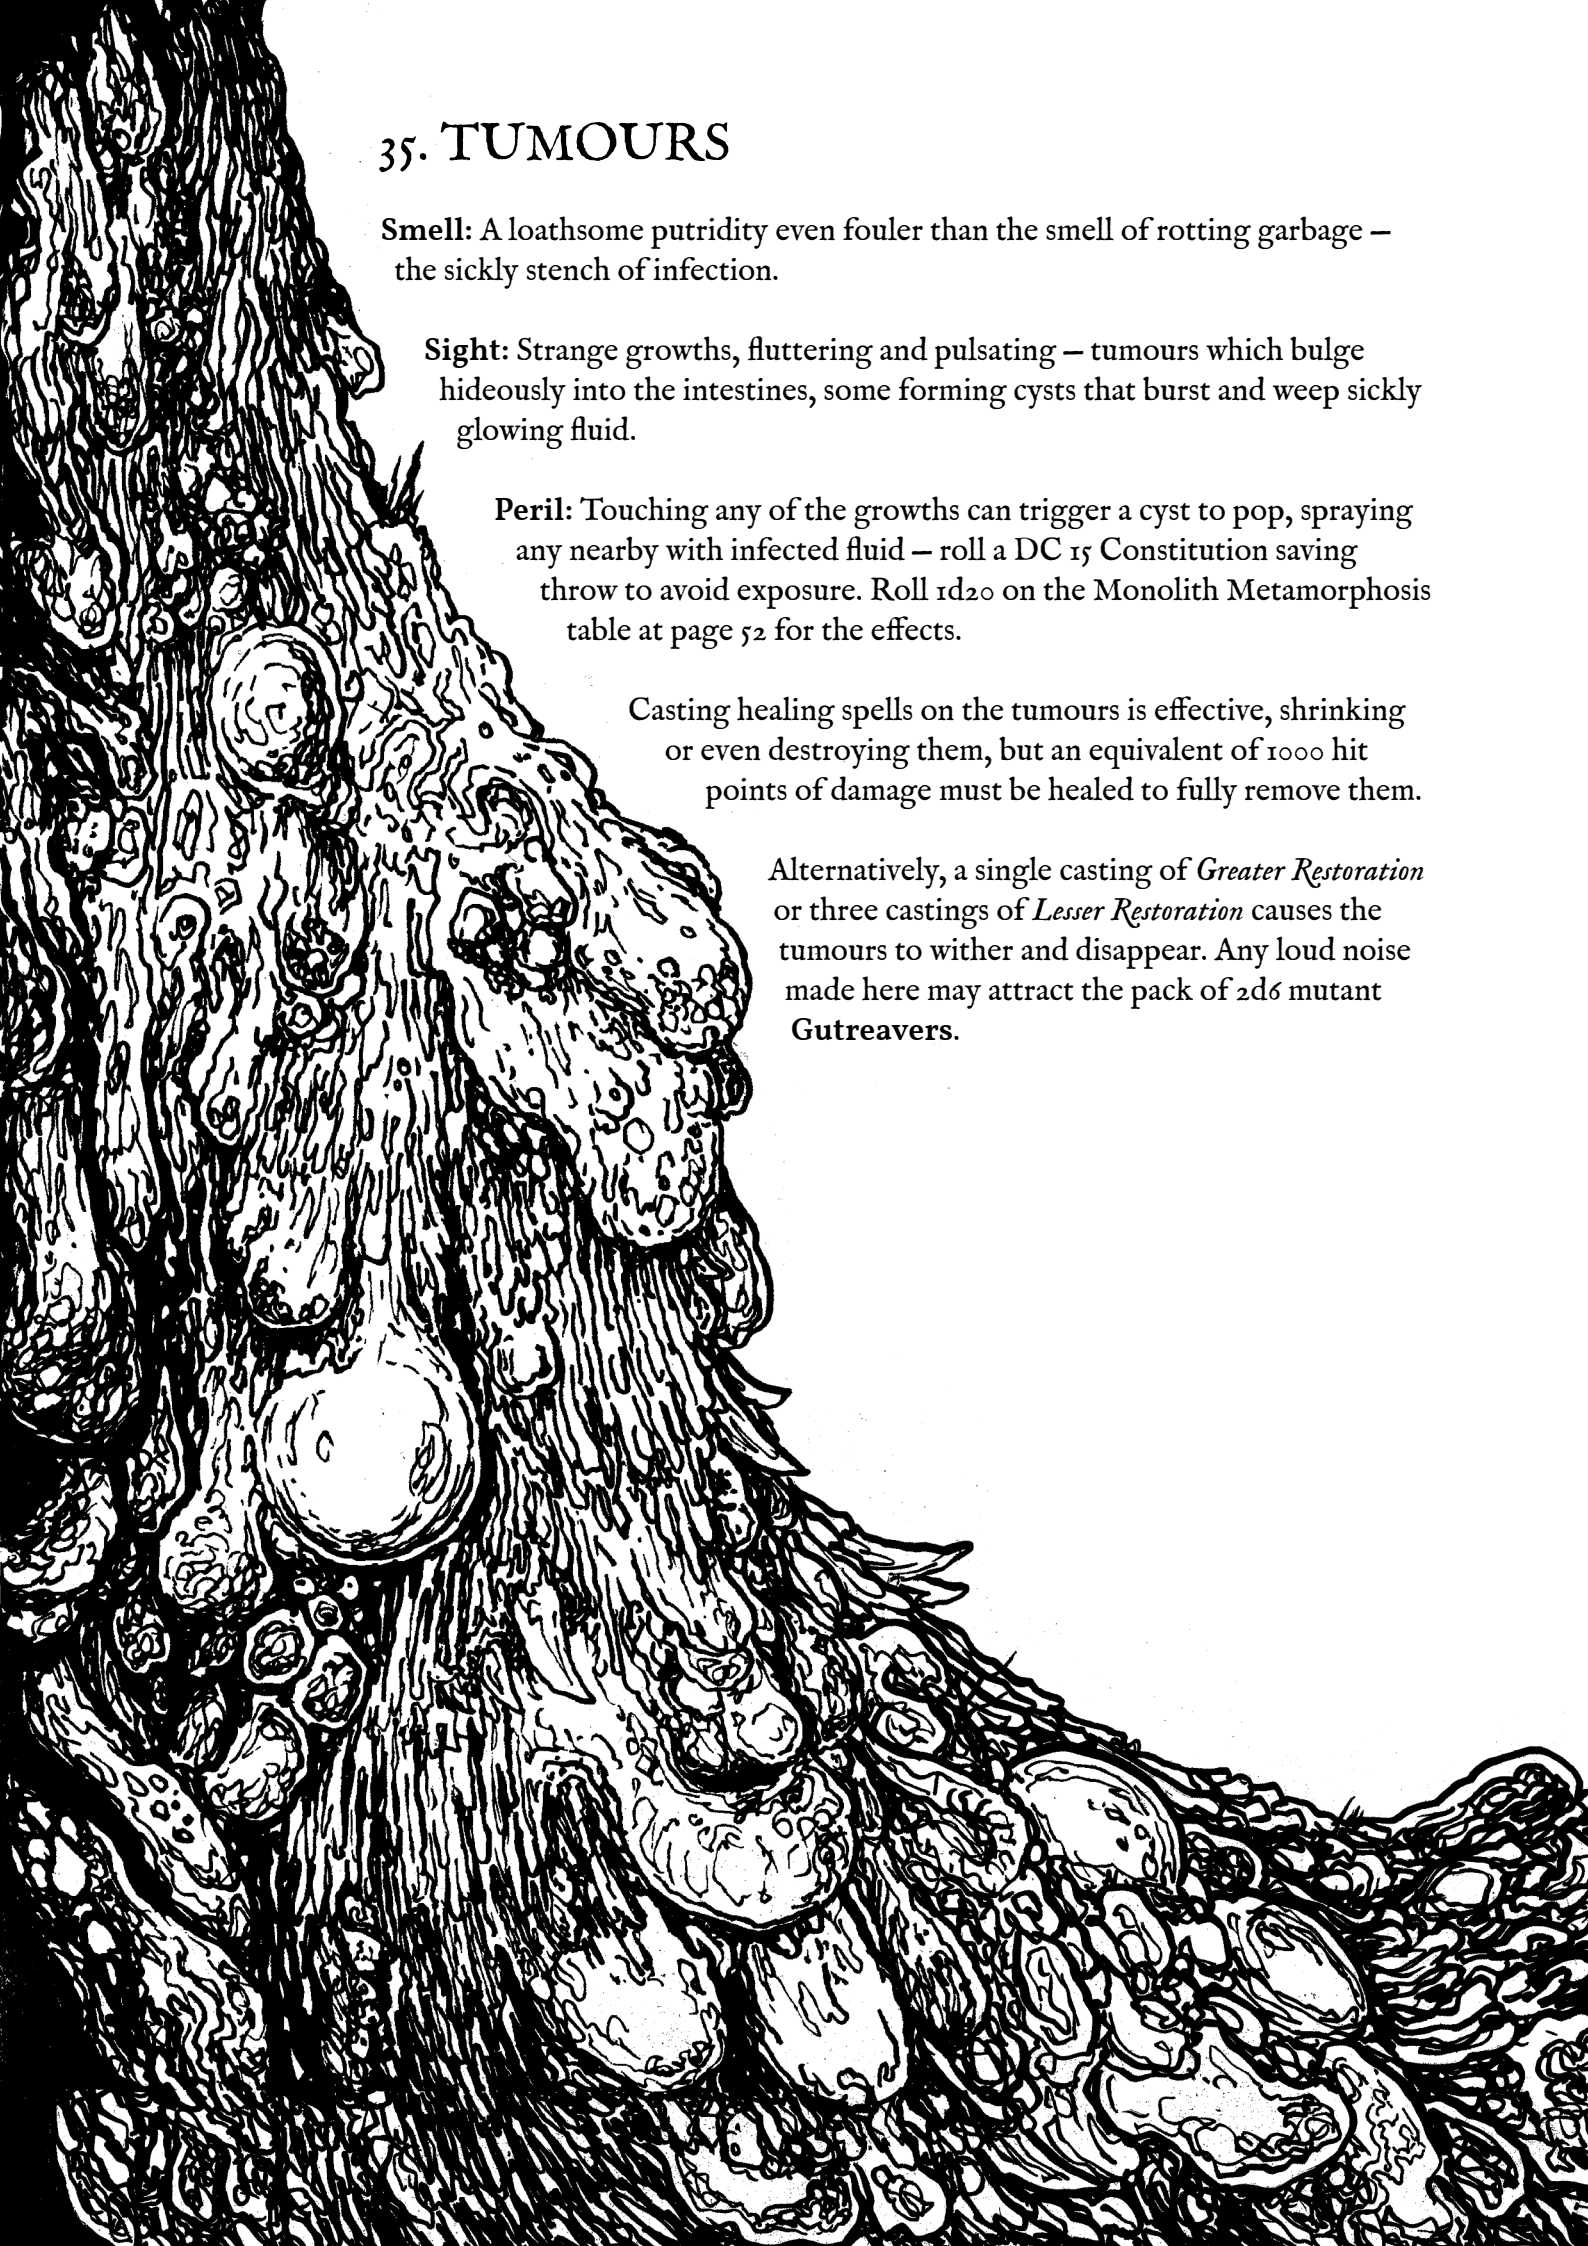 35. TUMOURS
Smell: A loathsome putridity even fouler than the smell of rotting garbage –
the sickly stench of infection.
Sight: Strange growths, fluttering and pulsating – tumours which bulge
hideously into the intestines, some forming cysts that burst and weep sickly
glowing fluid.
Peril: Touching any of the growths can trigger a cyst to pop, spraying
any nearby with infected fluid – roll a DC 15 Constitution saving
throw to avoid exposure. Roll 1d20 on the Monolith Metamorphosis
table at page 52 for the effects.
Casting healing spells on the tumours is effective, shrinking
or even destroying them, but an equivalent of 1000 hit
points of damage must be healed to fully remove them.
Alternatively, a single casting of Greater Restoration
or three castings of Lesser Restoration causes the
tumours to wither and disappear. Any loud noise
made here may attract the pack of 2d6 mutant
Gutreavers.